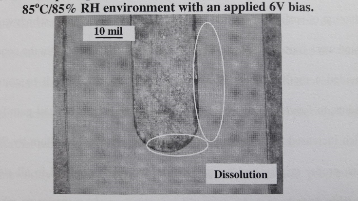 85°C/85% RH environment with an applied 6V bias.
10 mil
Dissolution